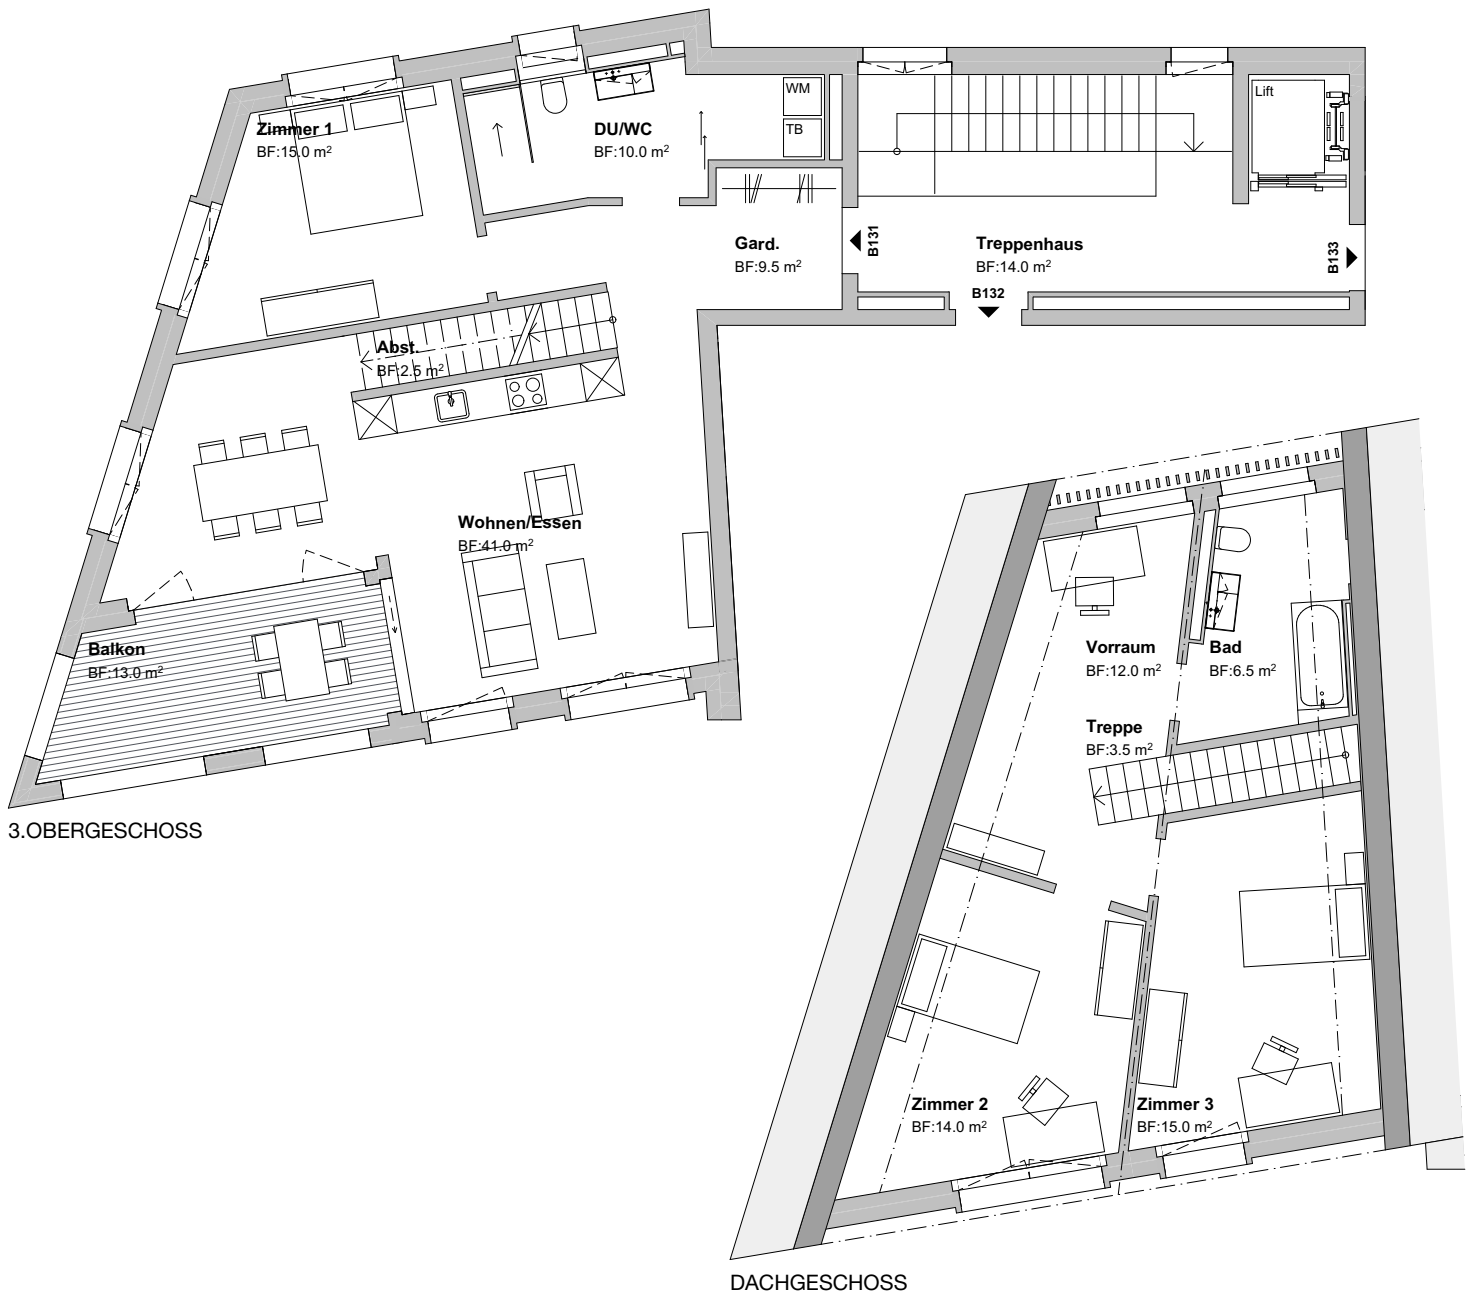 Zimmer 1
BF:15.0 m²
DU/WC
BF:10.0 m²
WM
TB
Lift
Gard.
BF:9.5 m²
B131
Treppenhaus
BF:14.0 m²
B132
B133
Abst.
BF:2.5 m²
Wohnen/Essen
BF:41.0 m²
Balkon
BF:13.0 m²
3.OBERGESCHOSS
Vorraum
BF:12.0 m²
Bad
BF:6.5 m²
Treppe
BF:3.5 m²
Zimmer 2
BF:14.0 m²
Zimmer 3
BF:15.0 m²
DACHGESCHOSS